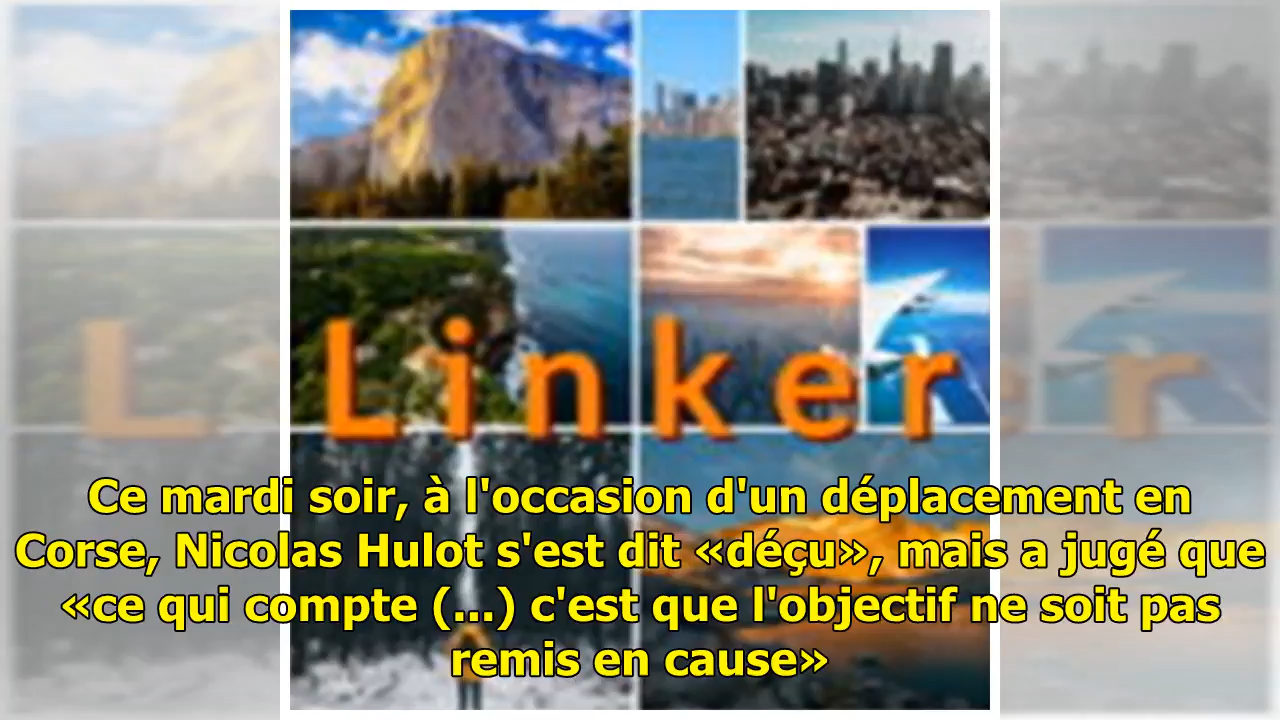 Linker
Ce mardi soir, à l'occasion d'un déplacement en
Corse, Nicolas Hulot s'est dit «déçu», mais a jugé que
«ce qui compte (...) c'est que l'objectif ne soit pas
remis en cause»